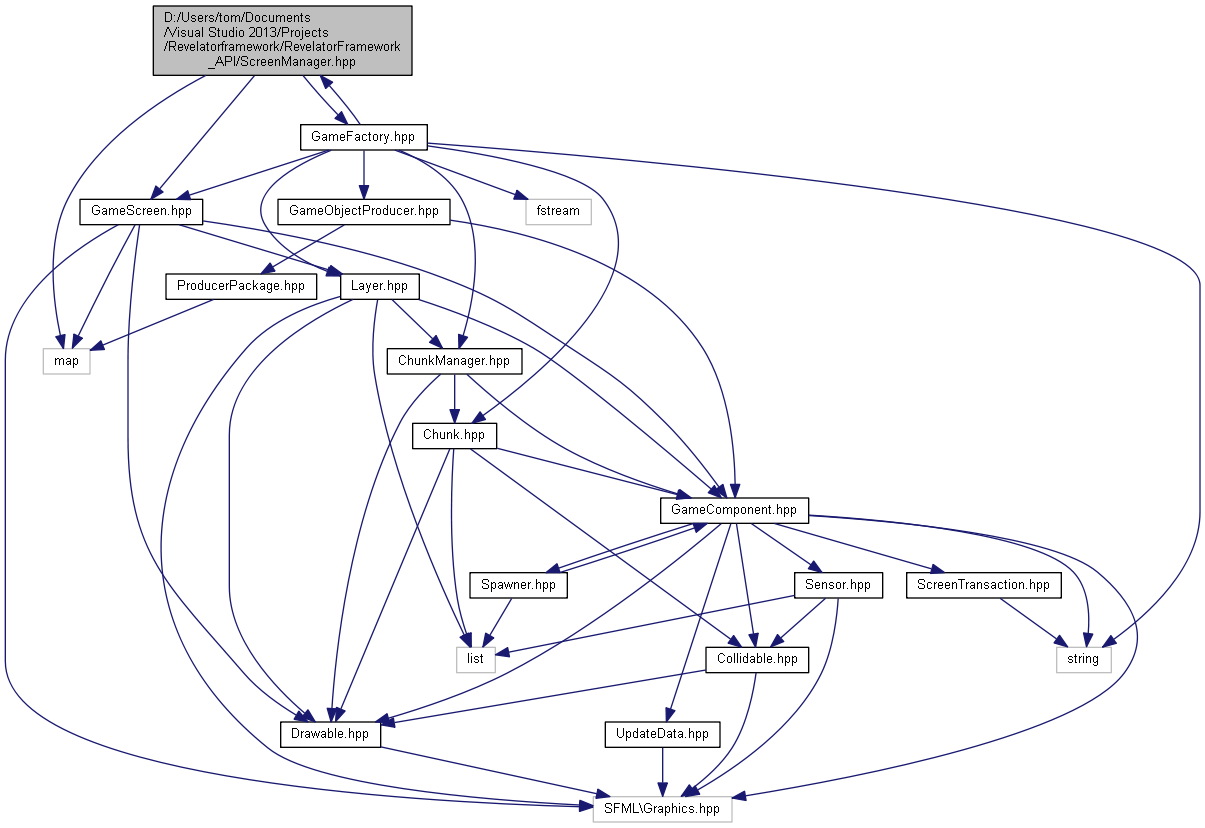 D:/Users/tom/Documents
/Visual Studio 2013/Projects
/Revelatorframework/RevelatorFramework
_API/ScreenManager.hpp
GameFactory.hpp
GameScreen.hpp
GameObjectProducer.hpp
fstream
ProducerPackage.hpp
Layer.hpp
map
ChunkManager.hpp
Chunk.hpp
GameComponent.hpp
Spawner.hpp
Sensor.hpp
ScreenTransaction.hpp
list
Collidable.hpp
string
Drawable.hpp
UpdateData.hpp
SFML\Graphics.hpp